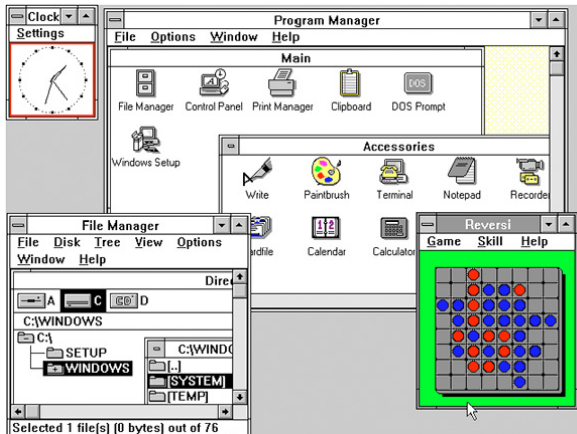 Clock
Settings
Program Manager
File Options Window Help
Main
File Manager Control Panel Print Manager Clipboard DOS Prompt
DOS
Windows Setup
Accessories
Write Paintbrush Terminal Notepad Recorder
rdfile Calendar Calculator
File Manager
File Disk Tree View Options
Window Help
Direc
A C CD D
C:\WINDOWS
C:\
SETUP
WINDOWS
C:\WIND
[..]
[SYSTEM]
[TEMP]
Selected 1 file(s) (0 bytes) out of 76
Reversi
Game Skill Help